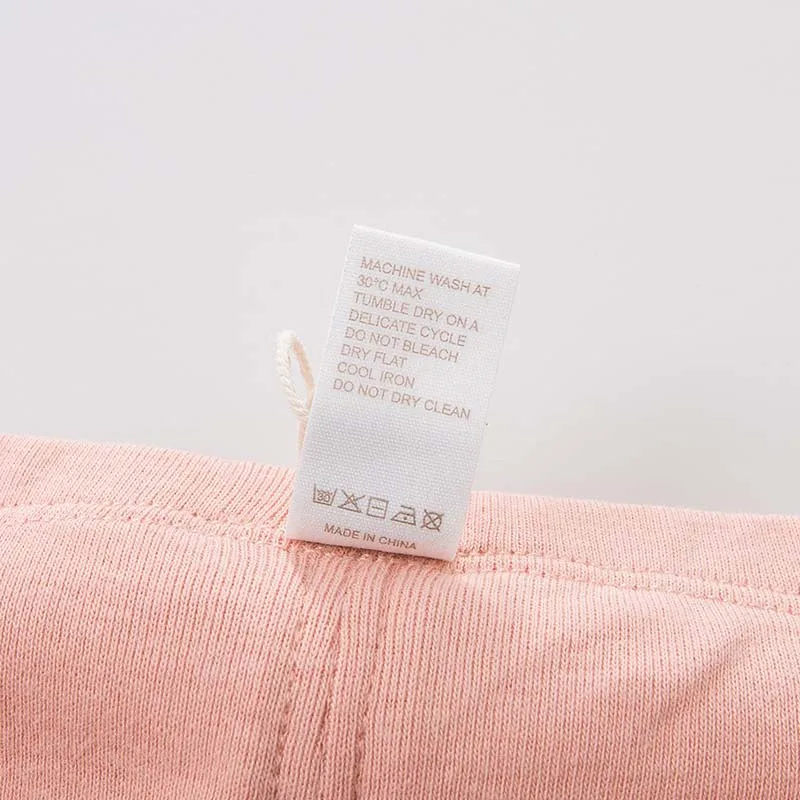 MACHINE WASH AT
30°C MAX
TUMBLE DRY ON A
DELICATE CYCLE
DO NOT BLEACH
DRY FLAT
COOL IRON
DO NOT DRY CLEAN
30
MADE IN CHINA